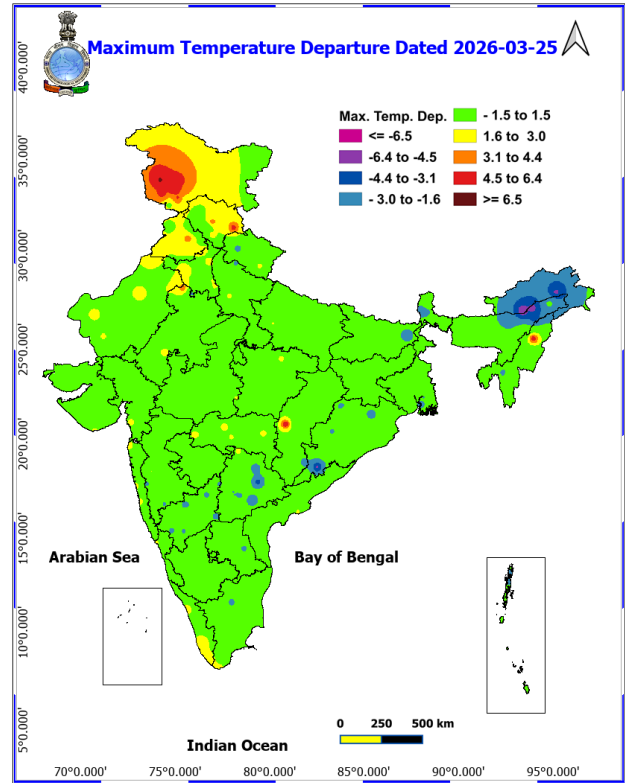 Maximum Temperature Departure Dated 2026-03-25
Max. Temp. Dep.
<= -6.5
-6.4 to -4.5
-4.4 to -3.1
- 3.0 to -1.6
- 1.5 to 1.5
1.6 to 3.0
3.1 to 4.4
4.5 to 6.4
>= 6.5
40°0.000'
35°0.000'
30°0.000'
25°0.000'
20°0.000'
15°0.000'
10°0.000'
5°0.000'
Arabian Sea
Bay of Bengal
Indian Ocean
0 250 500 km
70°0.000' 75°0.000' 80°0.000' 85°0.000' 90°0.000' 95°0.000'